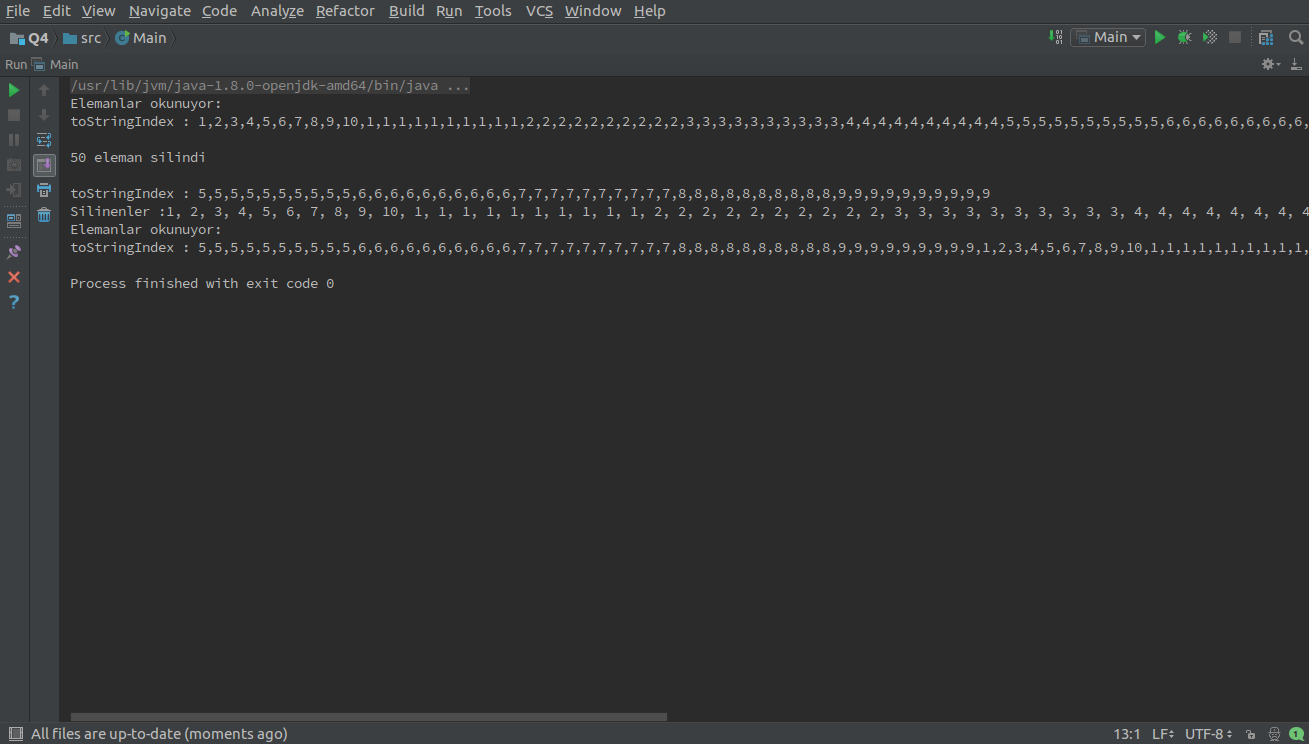 File Edit View Navigate Code Analyze Refactor Build Run Tools VCS Window Help
Q4 src Main Main
Run Main
/usr/lib/jvm/java-1.8.0-openjdk-amd64/bin/java ...
Elemanlar okunuyor:
toStringIndex : 1,2,3,4,5,6,7,8,9,10,1,1,1,1,1,1,1,1,1,1,2,2,2,2,2,2,2,2,2,2,3,3,3,3,3,3,3,3,3,3,4,4,4,4,4,4,4,4,4,4,5,5,5,5,5,5,5,5,5,5,6,6,6,6,6,6,6,6,6,
50 eleman silindi
toStringIndex : 5,5,5,5,5,5,5,5,5,5,6,6,6,6,6,6,6,6,6,6,7,7,7,7,7,7,7,7,7,7,8,8,8,8,8,8,8,8,8,8,9,9,9,9,9,9,9,9,9,9
Silinenler :1, 2, 3, 4, 5, 6, 7, 8, 9, 10, 1, 1, 1, 1, 1, 1, 1, 1, 1, 1, 2, 2, 2, 2, 2, 2, 2, 2, 2, 2, 3, 3, 3, 3, 3, 3, 3, 3, 3, 3, 4, 4, 4, 4, 4, 4, 4, 4
Elemanlar okunuyor:
toStringIndex : 5,5,5,5,5,5,5,5,5,5,6,6,6,6,6,6,6,6,6,6,7,7,7,7,7,7,7,7,7,7,8,8,8,8,8,8,8,8,8,8,9,9,9,9,9,9,9,9,9,1,2,3,4,5,6,7,8,9,10,1,1,1,1,1,1,1,1,1,
Process finished with exit code 0
All files are up-to-date (moments ago) 13:1 LF UTF-8 1